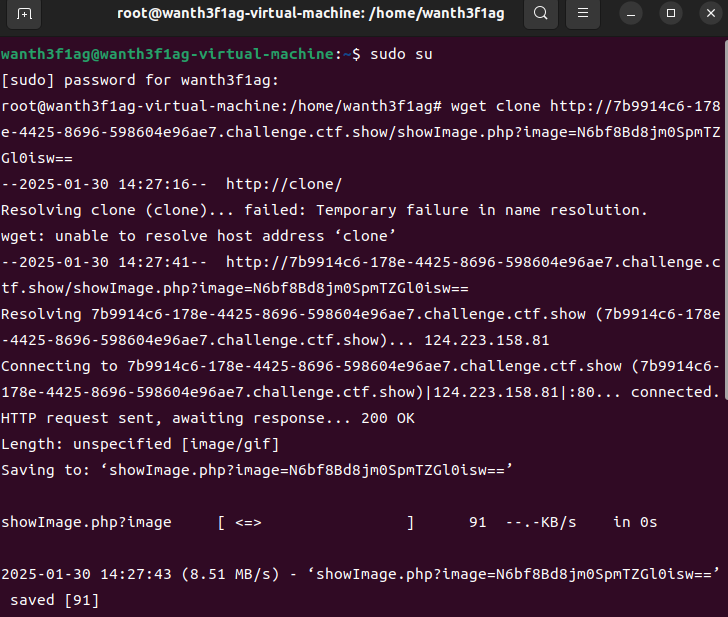 root@wanth3f1ag-virtual-machine: /home/wanth3f1ag
wanth3f1ag@wanth3f1ag-virtual-machine:~$ sudo su
[sudo] password for wanth3f1ag:
root@wanth3f1ag-virtual-machine:/home/wanth3f1ag# wget clone http://7b9914c6-178
e-4425-8696-598604e96ae7.challenge.ctf.show/showImage.php?image=N6bf8Bd8jm0SpmTZ
Gl0isw==
--2025-01-30 14:27:16--  http://clone/
Resolving clone (clone)... failed: Temporary failure in name resolution.
wget: unable to resolve host address ‘clone’
--2025-01-30 14:27:41--  http://7b9914c6-178e-4425-8696-598604e96ae7.challenge.c
tf.show/showImage.php?image=N6bf8Bd8jm0SpmTZGl0isw==
Resolving 7b9914c6-178e-4425-8696-598604e96ae7.challenge.ctf.show (7b9914c6-178e
-4425-8696-598604e96ae7.challenge.ctf.show)... 124.223.158.81
Connecting to 7b9914c6-178e-4425-8696-598604e96ae7.challenge.ctf.show (7b9914c6-
178e-4425-8696-598604e96ae7.challenge.ctf.show)|124.223.158.81|:80... connected.
HTTP request sent, awaiting response... 200 OK
Length: unspecified [image/gif]
Saving to: ‘showImage.php?image=N6bf8Bd8jm0SpmTZGl0isw==’
showImage.php?image     [ <=>                ]      91  --.-KB/s    in 0s
2025-01-30 14:27:43 (8.51 MB/s) - ‘showImage.php?image=N6bf8Bd8jm0SpmTZGl0isw==’
 saved [91]